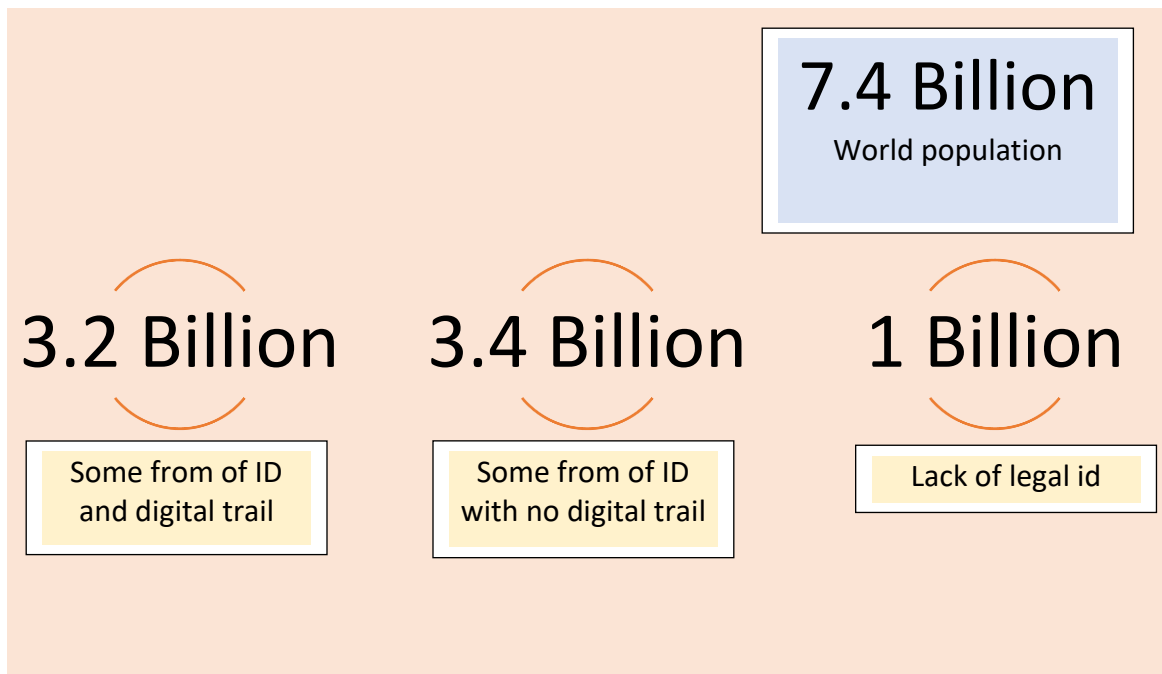 7.4 Billion
World population
3.2 Billion
Some from of ID
and digital trail
3.4 Billion
Some from of ID
with no digital trail
1 Billion
Lack of legal id